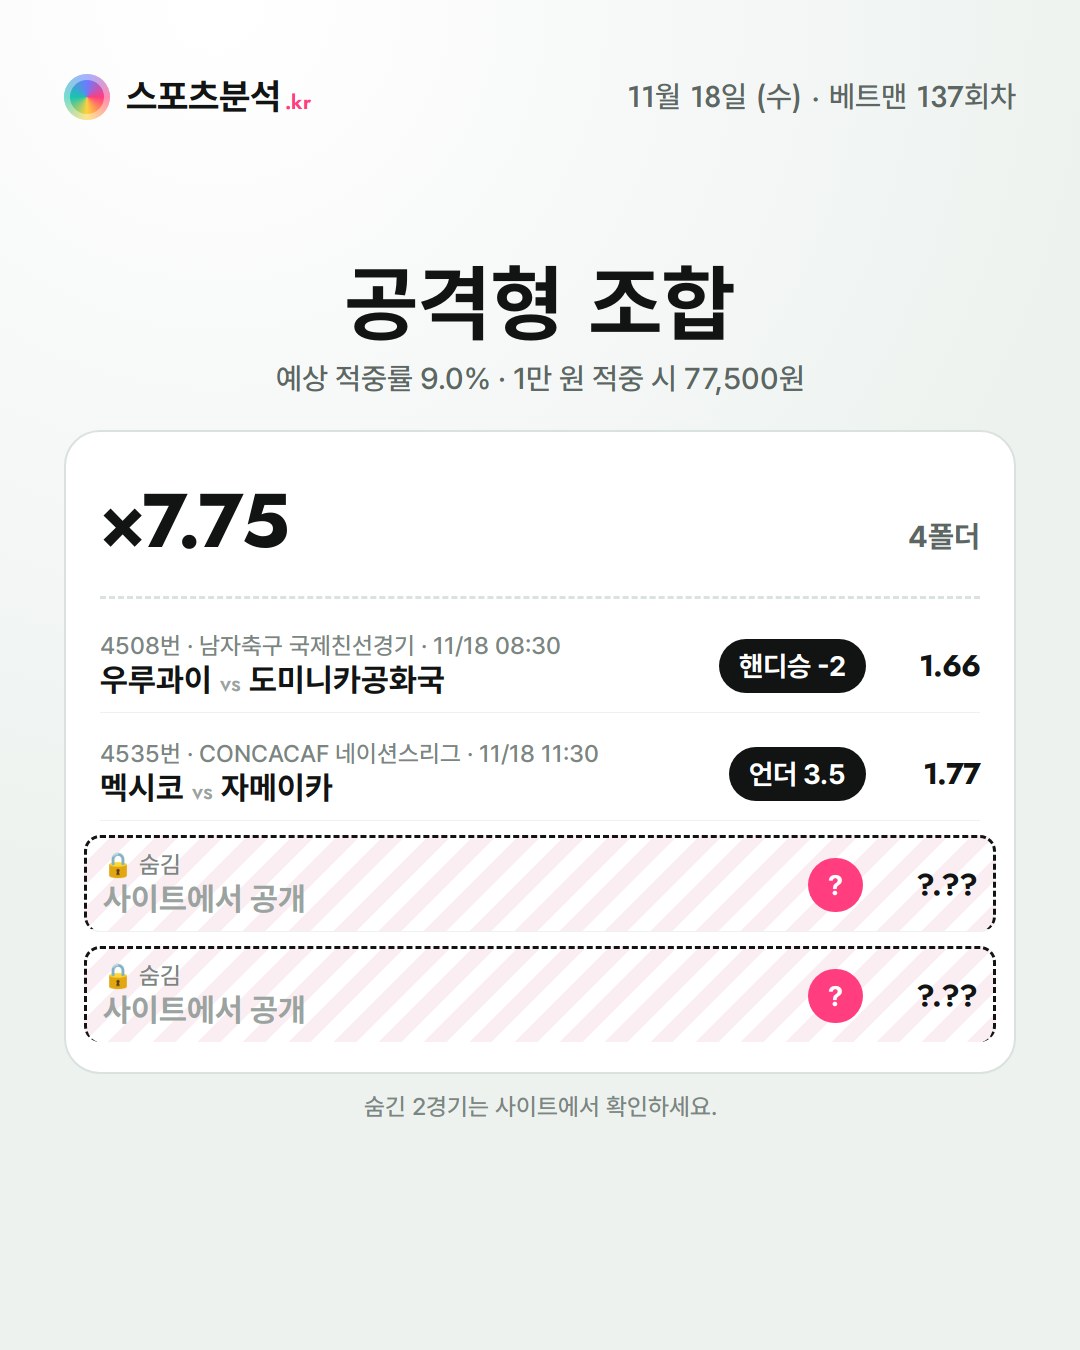 스포츠분석.kr
11월 18일 (수) · 베트맨 137회차
공격형 조합
예상 적중률 9.0% · 1만 원 적중 시 77,500원
×7.75
4폴더
4508번 · 남자축구 국제친선경기 · 11/18 08:30
우루과이 vs 도미니카공화국
핸디승 -2
1.66
4535번 · CONCACAF 네이션스리그 · 11/18 11:30
멕시코 vs 자메이카
언더 3.5
1.77
🔒 숨김
사이트에서 공개
?
?.??
🔒 숨김
사이트에서 공개
?
?.??
숨긴 2경기는 사이트에서 확인하세요.